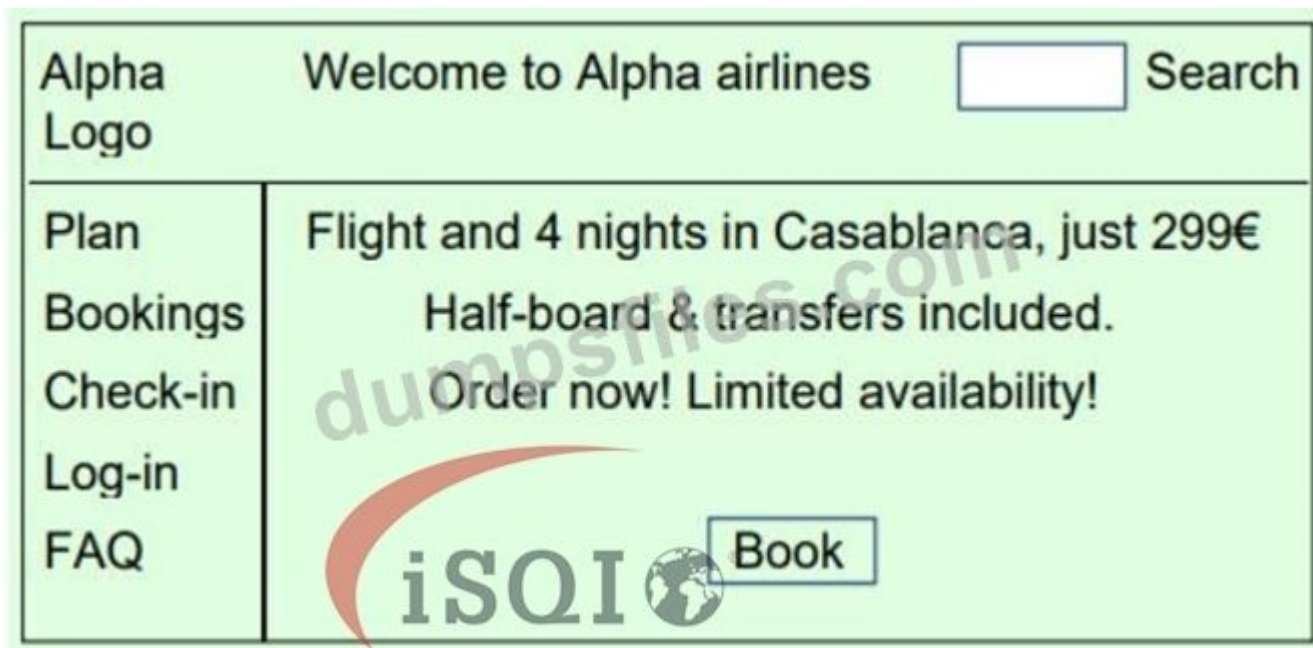 Alpha Logo
Welcome to Alpha airlines
Search
Plan
Bookings
Check-in
Log-in
FAQ
Flight and 4 nights in Casablanca, just 299€
Half-board & transfers included.
Order now! Limited availability!
Book
dumpsfiles.com
iSQI